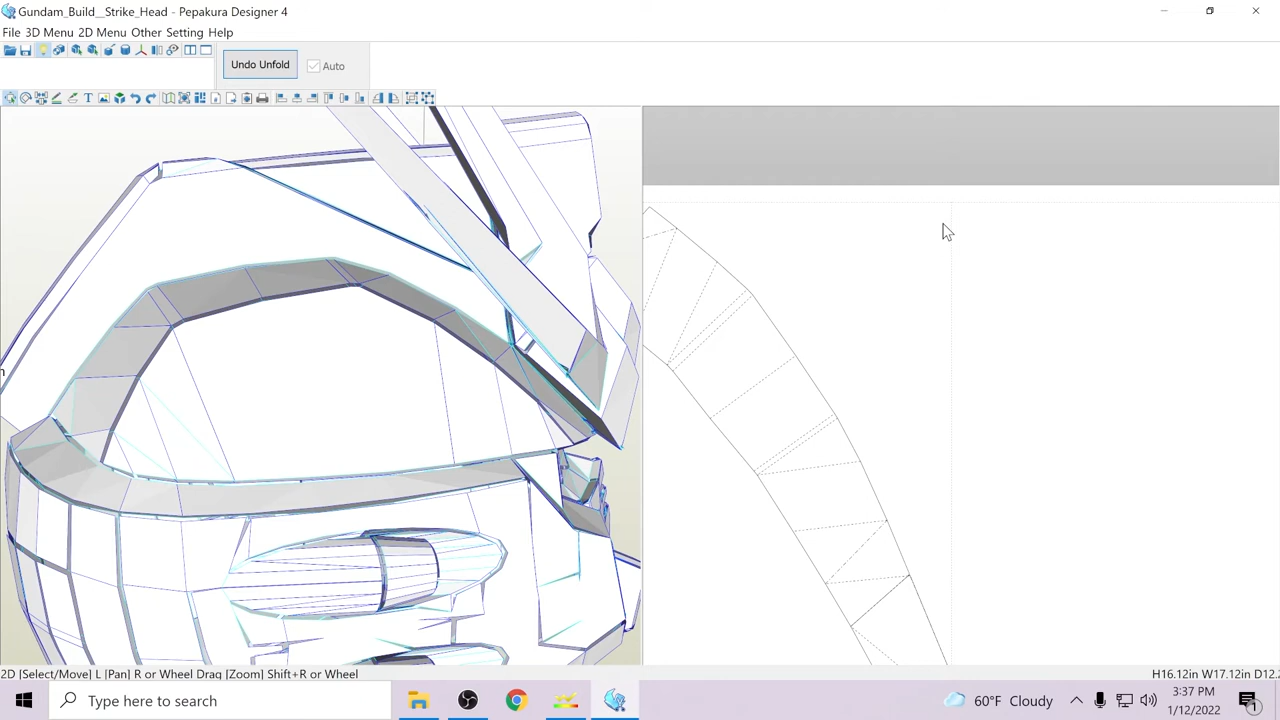 Gundam_Build__Strike_Head - Pepakura Designer 4
File 3D Menu 2D Menu Other Setting Help
Undo Unfold
Auto
2D [Select/Move] L [Pan] R or Wheel Drag [Zoom] Shift+R or Wheel
H16.12in W17.12in D12.
Type here to search
60°F Cloudy
3:37 PM
1/12/2022
1